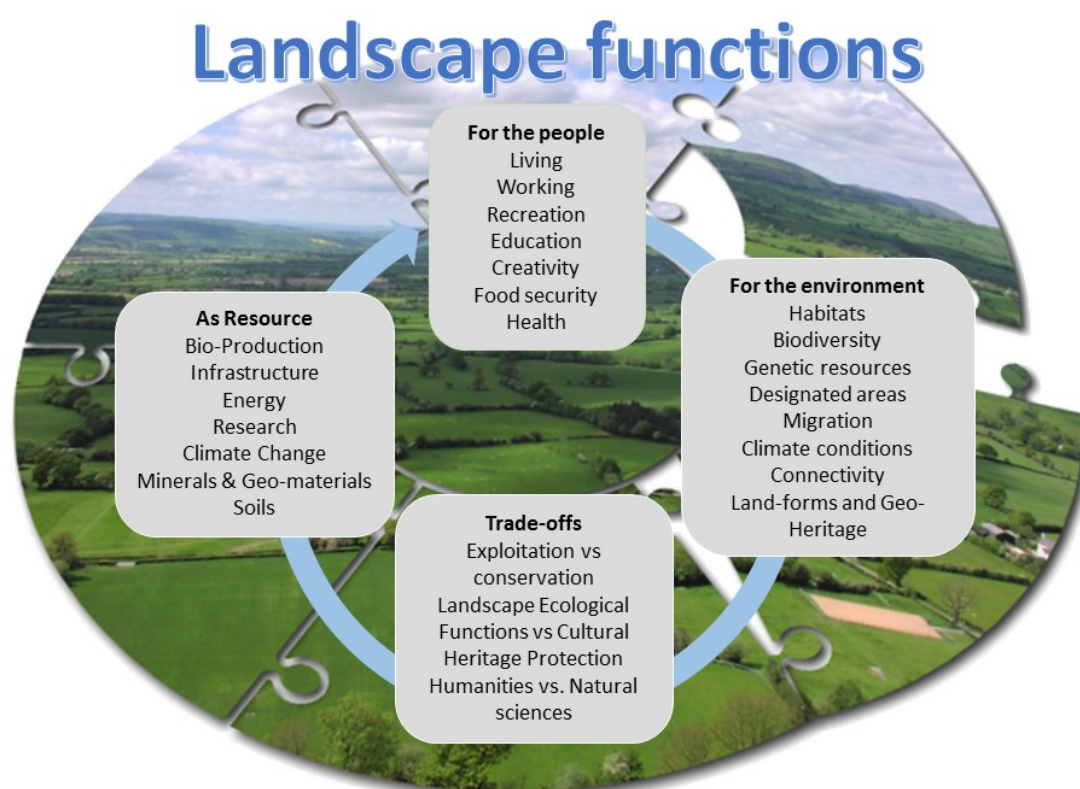 Landscape functions
For the people
Living
Working
Recreation
Education
Creativity
Food security
Health
For the environment
Habitats
Biodiversity
Genetic resources
Designated areas
Migration
Climate conditions
Connectivity
Land-forms and Geo-
Heritage
Trade-offs
Exploitation vs
conservation
Landscape Ecological
Functions vs Cultural
Heritage Protection
Humanities vs. Natural
sciences
As Resource
Bio-Production
Infrastructure
Energy
Research
Climate Change
Minerals & Geo-materials
Soils